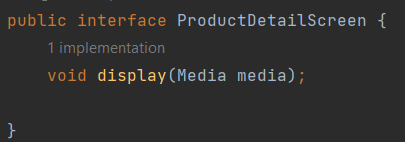 public interface ProductDetailScreen {
1 implementation
void display(Media media);
}